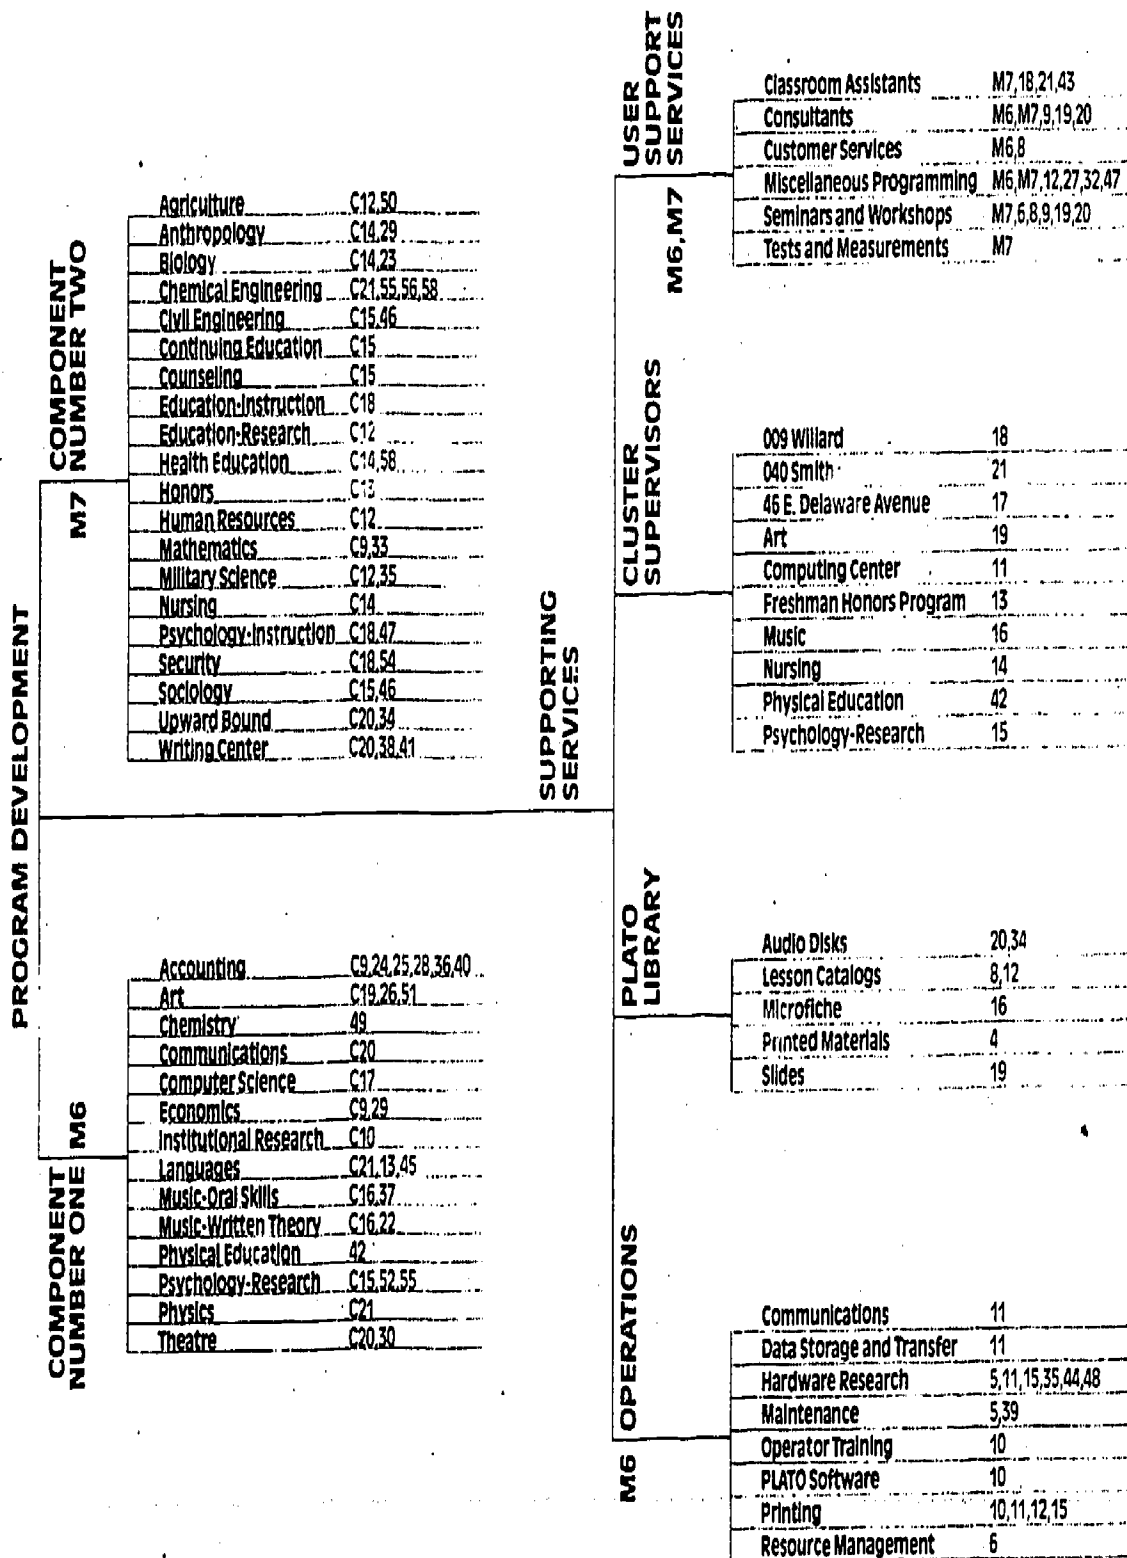 PROGRAM DEVELOPMENT
COMPONENT
NUMBER TWO
M7
Agriculture C12,50
Anthropology C14,29
Biology C14,23
Chemical Engineering C21,55,56,58
Civil Engineering C15,46
Continuing Education C15
Counseling C15
Education-Instruction C18
Education-Research C12
Health Education C14,58
Honors C13
Human Resources C12
Mathematics C9,33
Military Science C12,35
Nursing C14
Psychology-Instruction C18,47
Security C18,54
Sociology C15,46
Upward Bound C20,34
Writing Center C20,38,41
COMPONENT
NUMBER ONE
M6
Accounting C9,24,25,28,36,40
Art C19,26,51
Chemistry 49
Communications C20
Computer Science C17
Economics C9,29
Institutional Research C10
Languages C21,13,45
Music-Oral Skills C16,37
Music-Written Theory C16,22
Physical Education 42
Psychology-Research C15,52,55
Physics C21
Theatre C20,30
SUPPORTING
SERVICES
USER
SUPPORT
SERVICES
M6,M7
Classroom Assistants M7,18,21,43
Consultants M6,M7,9,19,20
Customer Services M6,8
Miscellaneous Programming M6,M7,12,27,32,47
Seminars and Workshops M7,6,8,9,19,20
Tests and Measurements M7
CLUSTER
SUPERVISORS
009 Willard 18
040 Smith 21
46 E. Delaware Avenue 17
Art 19
Computing Center 11
Freshman Honors Program 13
Music 16
Nursing 14
Physical Education 42
Psychology-Research 15
PLATO
LIBRARY
Audio Disks 20,34
Lesson Catalogs 8,12
Microfiche 16
Printed Materials 4
Slides 19
OPERATIONS
M6
Communications 11
Data Storage and Transfer 11
Hardware Research 5,11,15,35,44,48
Maintenance 5,39
Operator Training 10
PLATO Software 10
Printing 10,11,12,15
Resource Management 6